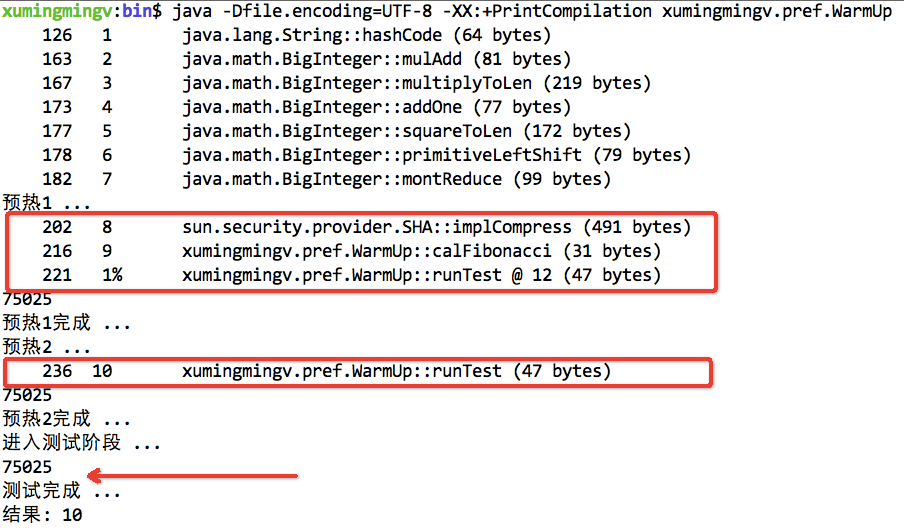 xumingmingv:bin$ java -Dfile.encoding=UTF-8 -XX:+PrintCompilation xumingmingv.pref.WarmUp
126 1 java.lang.String::hashCode (64 bytes)
163 2 java.math.BigInteger::mulAdd (81 bytes)
167 3 java.math.BigInteger::multiplyToLen (219 bytes)
173 4 java.math.BigInteger::addOne (77 bytes)
177 5 java.math.BigInteger::squareToLen (172 bytes)
178 6 java.math.BigInteger::primitiveLeftShift (79 bytes)
182 7 java.math.BigInteger::montReduce (99 bytes)
预热1 ...
202 8 sun.security.provider.SHA::implCompress (491 bytes)
216 9 xumingmingv.pref.WarmUp::calFibonacci (31 bytes)
221 1% xumingmingv.pref.WarmUp::runTest @ 12 (47 bytes)
75025
预热1完成 ...
预热2 ...
236 10 xumingmingv.pref.WarmUp::runTest (47 bytes)
75025
预热2完成 ...
进入测试阶段 ...
75025
测试完成 ...
结果: 10